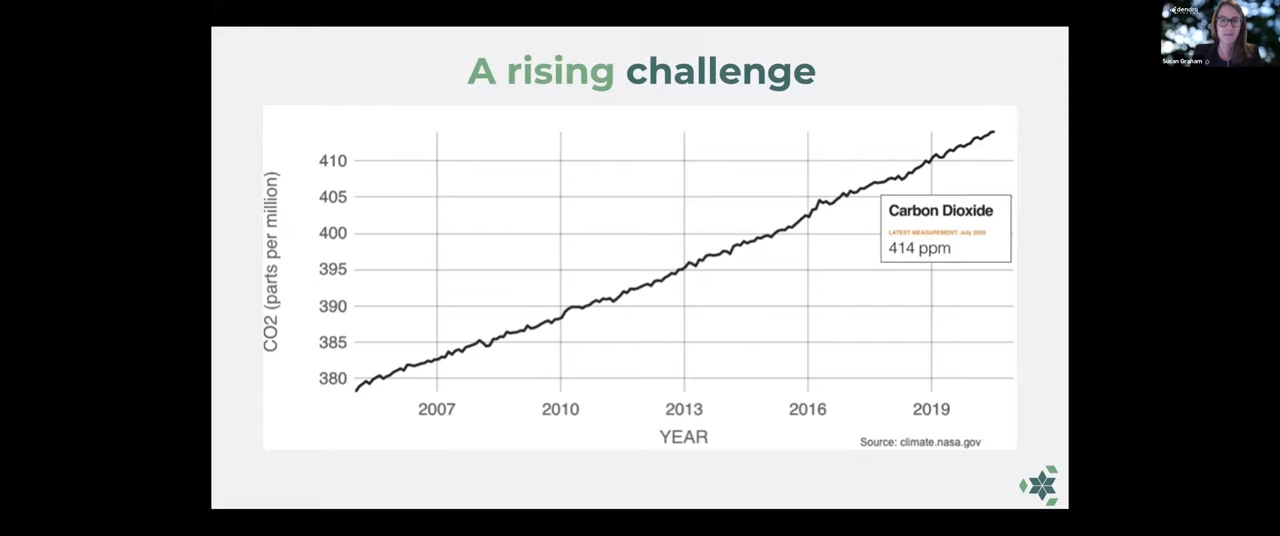 A rising challenge
410
405
400
395
390
385
380
CO2 (parts per million)
Carbon Dioxide
LATEST MEASUREMENT: July 2020
414 ppm
2007 2010 2013 2016 2019
YEAR
Source: climate.nasa.gov
dendra
Susan Graham